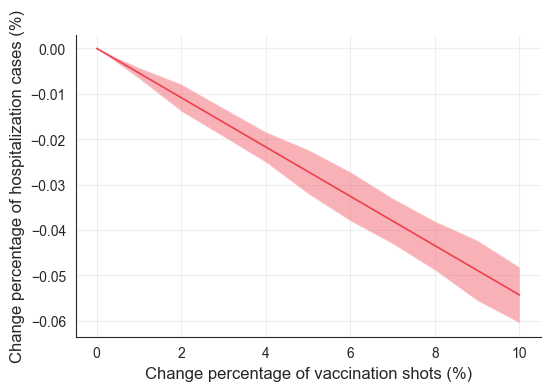 Change percentage of hospitalization cases (%)
0.00
−0.01
−0.02
−0.03
−0.04
−0.05
−0.06
0 2 4 6 8 10
Change percentage of vaccination shots (%)